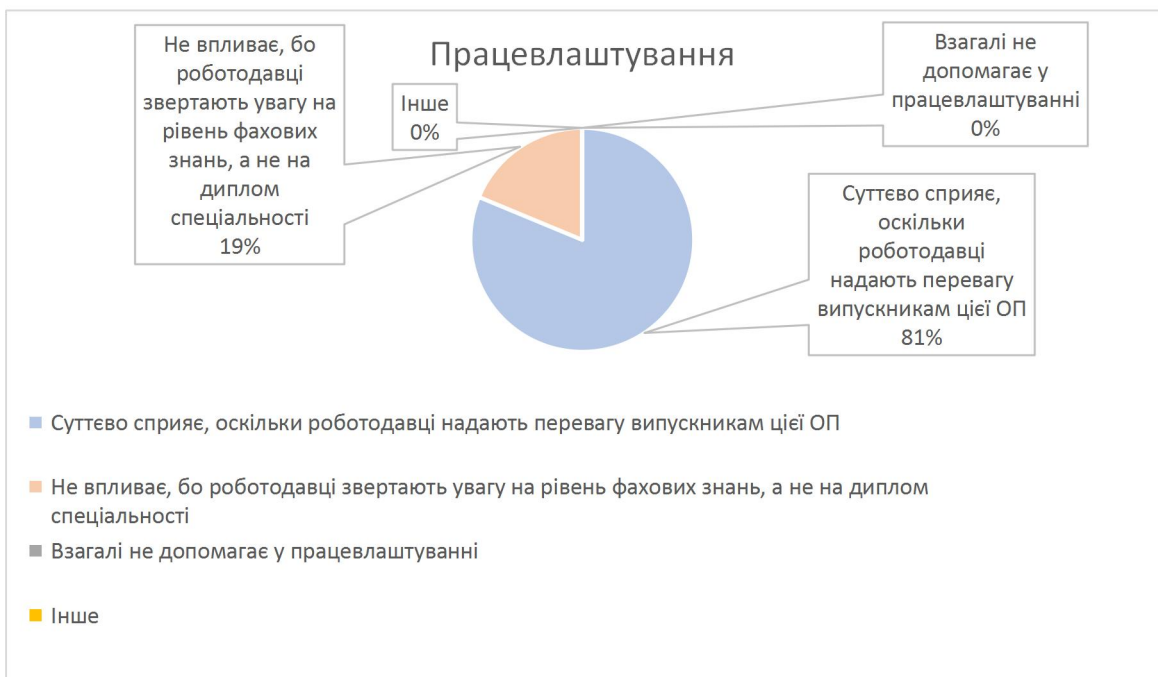 Працевлаштування
Не впливає, бо
роботодавці
звертають увагу на
рівень фахових
знань, а не на
диплом
спеціальності
19%
Інше
0%
Взагалі не
допомагає у
працевлаштуванні
0%
Суттєво сприяє,
оскільки
роботодавці
надають перевагу
випускникам цієї ОП
81%
Суттєво сприяє, оскільки роботодавці надають перевагу випускникам цієї ОП
Не впливає, бо роботодавці звертають увагу на рівень фахових знань, а не на диплом
спеціальності
Взагалі не допомагає у працевлаштуванні
Інше